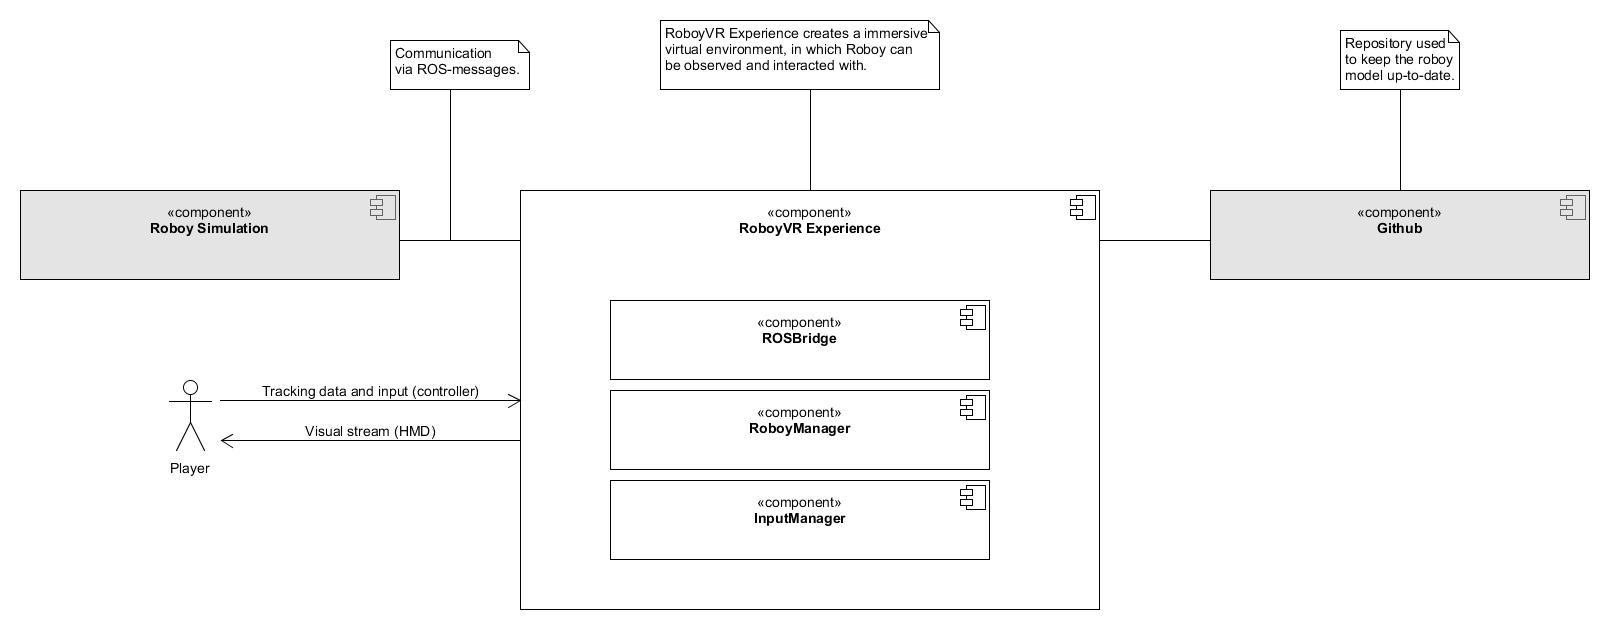 Communication
via ROS-messages.
RoboyVR Experience creates a immersive
virtual environment, in which Roboy can
be observed and interacted with.
Repository used
to keep the roboy
model up-to-date.
«component»
Roboy Simulation
«component»
RoboyVR Experience
«component»
Github
«component»
ROSBridge
«component»
RoboyManager
«component»
InputManager
Tracking data and input (controller)
Visual stream (HMD)
Player